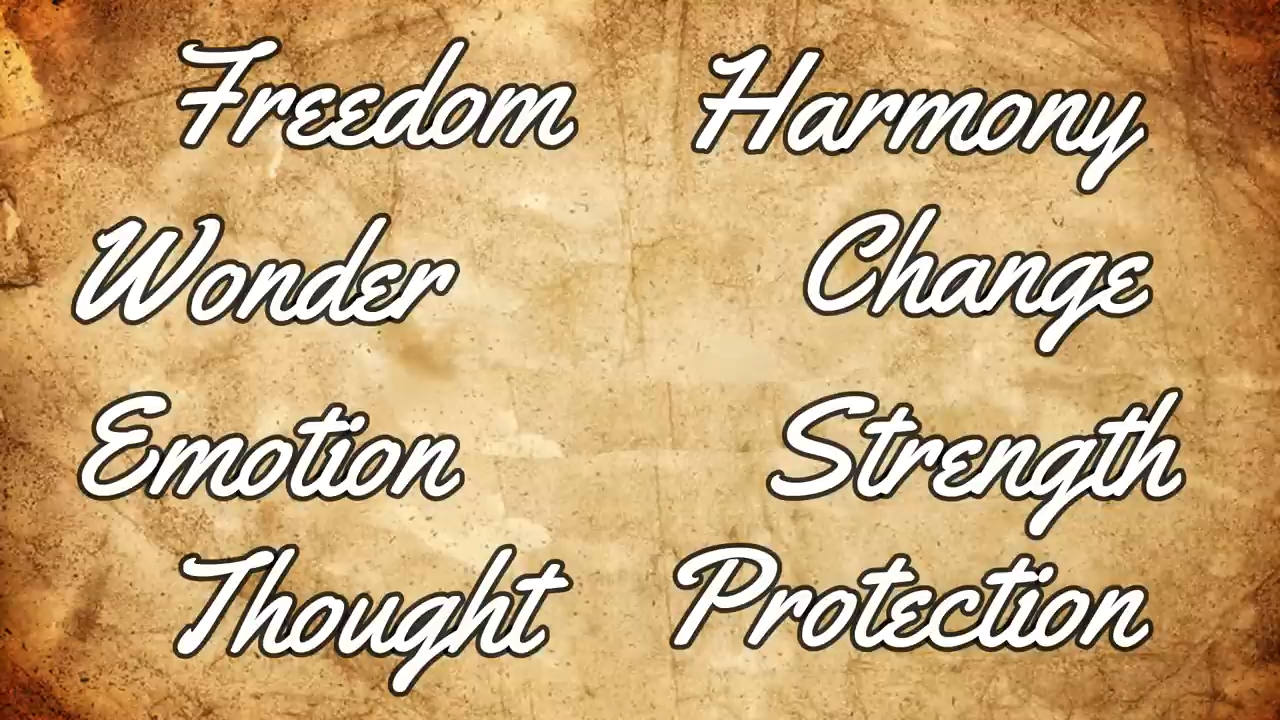 Freedom Harmony
Wonder Change
Emotion Strength
Thought Protection